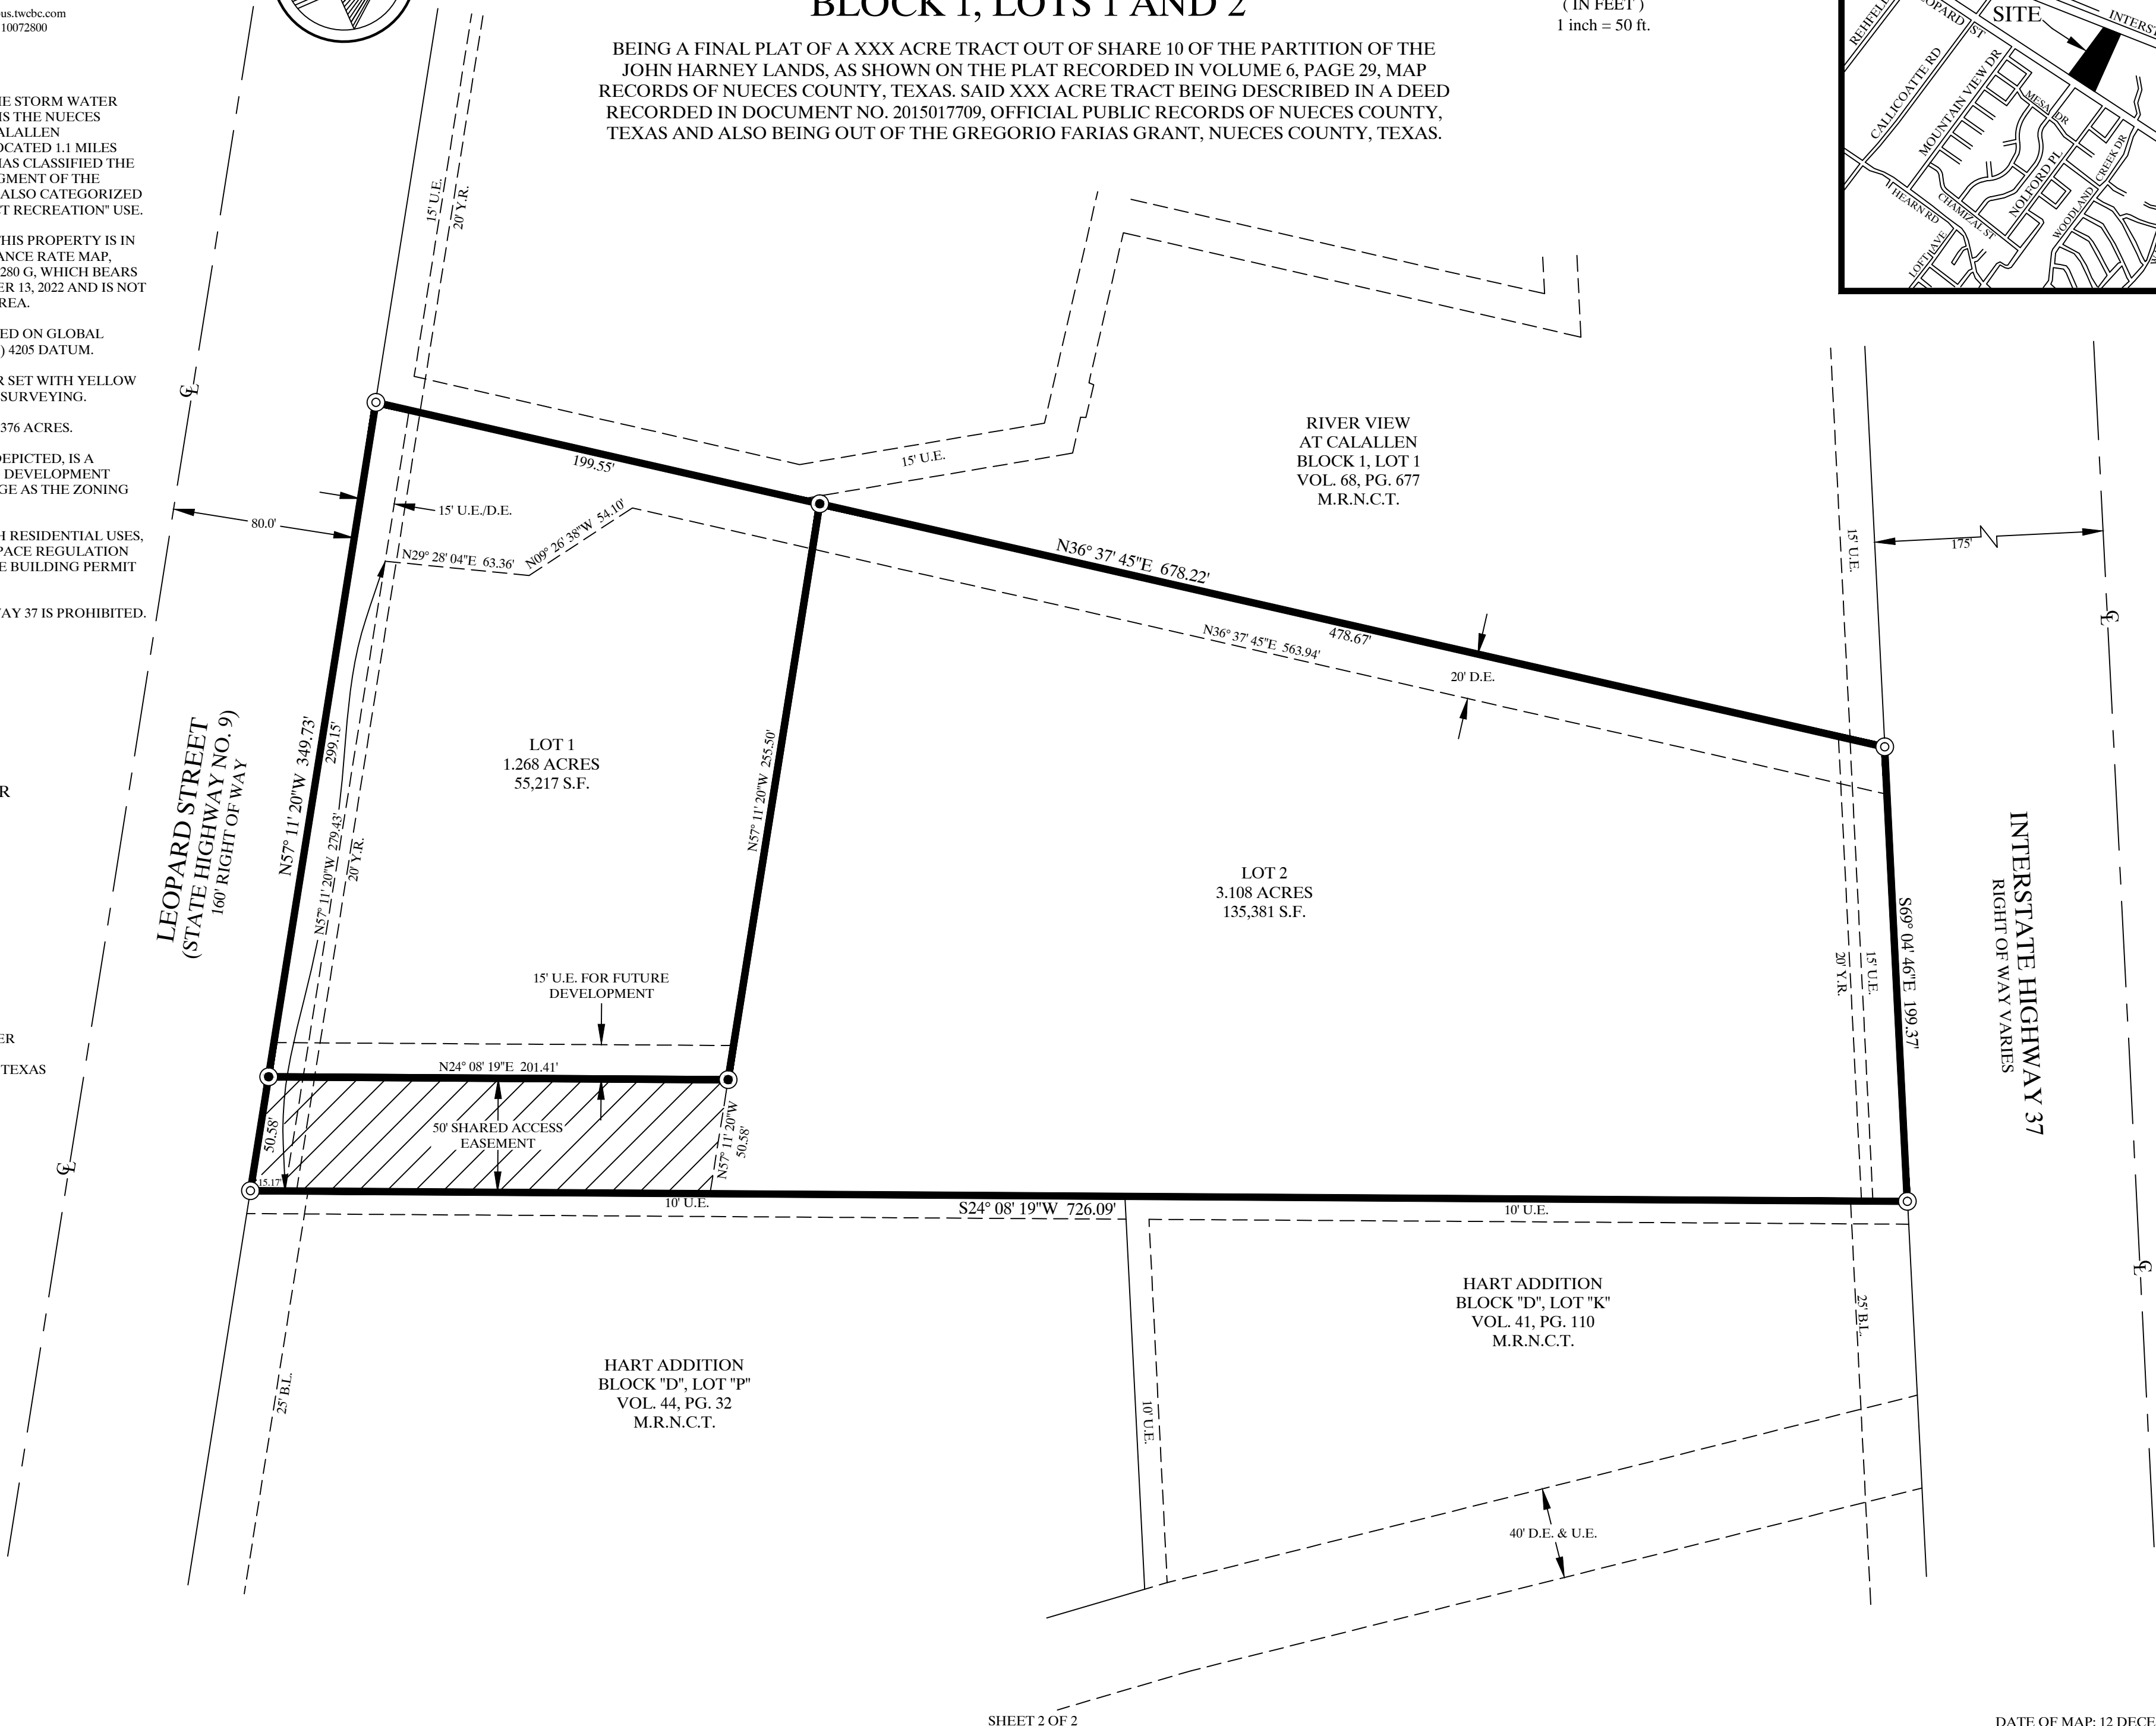 us.twcbc.com
10072800
BLOCK 1, LOTS 1 AND 2
( IN FEET )
1 inch = 50 ft.
BEING A FINAL PLAT OF A XXX ACRE TRACT OUT OF SHARE 10 OF THE PARTITION OF THE
JOHN HARNEY LANDS, AS SHOWN ON THE PLAT RECORDED IN VOLUME 6, PAGE 29, MAP
RECORDS OF NUECES COUNTY, TEXAS. SAID XXX ACRE TRACT BEING DESCRIBED IN A DEED
RECORDED IN DOCUMENT NO. 2015017709, OFFICIAL PUBLIC RECORDS OF NUECES COUNTY,
TEXAS AND ALSO BEING OUT OF THE GREGORIO FARIAS GRANT, NUECES COUNTY, TEXAS.
SITE
CALLICOATTE RD
MOUNTAIN VIEW DR
MESA DR
NOLFORD PL
WOODLAND CREEK DR
HEARN RD
CHAMIZAL ST
ST
STORM WATER
IS THE NUECES
LOCATED 1.1 MILES
HAS CLASSIFIED THE
OF THE
ALSO CATEGORIZED
RECREATION" USE.
THIS PROPERTY IS IN
RATE MAP,
280 G, WHICH BEARS
13, 2022 AND IS NOT
ON GLOBAL
4205 DATUM.
SET WITH YELLOW
SURVEYING.
376 ACRES.
DEPICTED, IS A
DEVELOPMENT
AS THE ZONING
RESIDENTIAL USES,
REGULATION
BUILDING PERMIT
37 IS PROHIBITED.
R
ER
TEXAS
15' U.E.
20' Y.R.
199.55'
15' U.E.
RIVER VIEW
AT CALALLEN
BLOCK 1, LOT 1
VOL. 68, PG. 677
M.R.N.C.T.
15' U.E./D.E.
80.0'
N29° 28' 04"E 63.36'
N09° 26' 38"W 54.10'
N36° 37' 45"E 678.22'
478.67'
N36° 37' 45"E 563.94'
20' D.E.
15' U.E.
175'
LEOPARD STREET
(STATE HIGHWAY NO. 9)
160' RIGHT OF WAY
N57° 11' 20"W 349.73'
299.15'
N57° 11' 20"W 279.43'
20' Y.R.
LOT 1
1.268 ACRES
55,217 S.F.
N57° 11' 20"W 255.50'
LOT 2
3.108 ACRES
135,381 S.F.
20' Y.R.
15' U.E.
S69° 04' 46"E 199.37'
INTERSTATE HIGHWAY 37
RIGHT OF WAY VARIES
15' U.E. FOR FUTURE
DEVELOPMENT
N24° 08' 19"E 201.41'
50.58'
50' SHARED ACCESS
EASEMENT
N57° 11' 20"W
50.58'
15.17'
10' U.E.
S24° 08' 19"W 726.09'
10' U.E.
HART ADDITION
BLOCK "D", LOT "K"
VOL. 41, PG. 110
M.R.N.C.T.
25' B.L.
HART ADDITION
BLOCK "D", LOT "P"
VOL. 44, PG. 32
M.R.N.C.T.
25' B.L.
10' U.E.
40' D.E. & U.E.
SHEET 2 OF 2
DATE OF MAP: 12